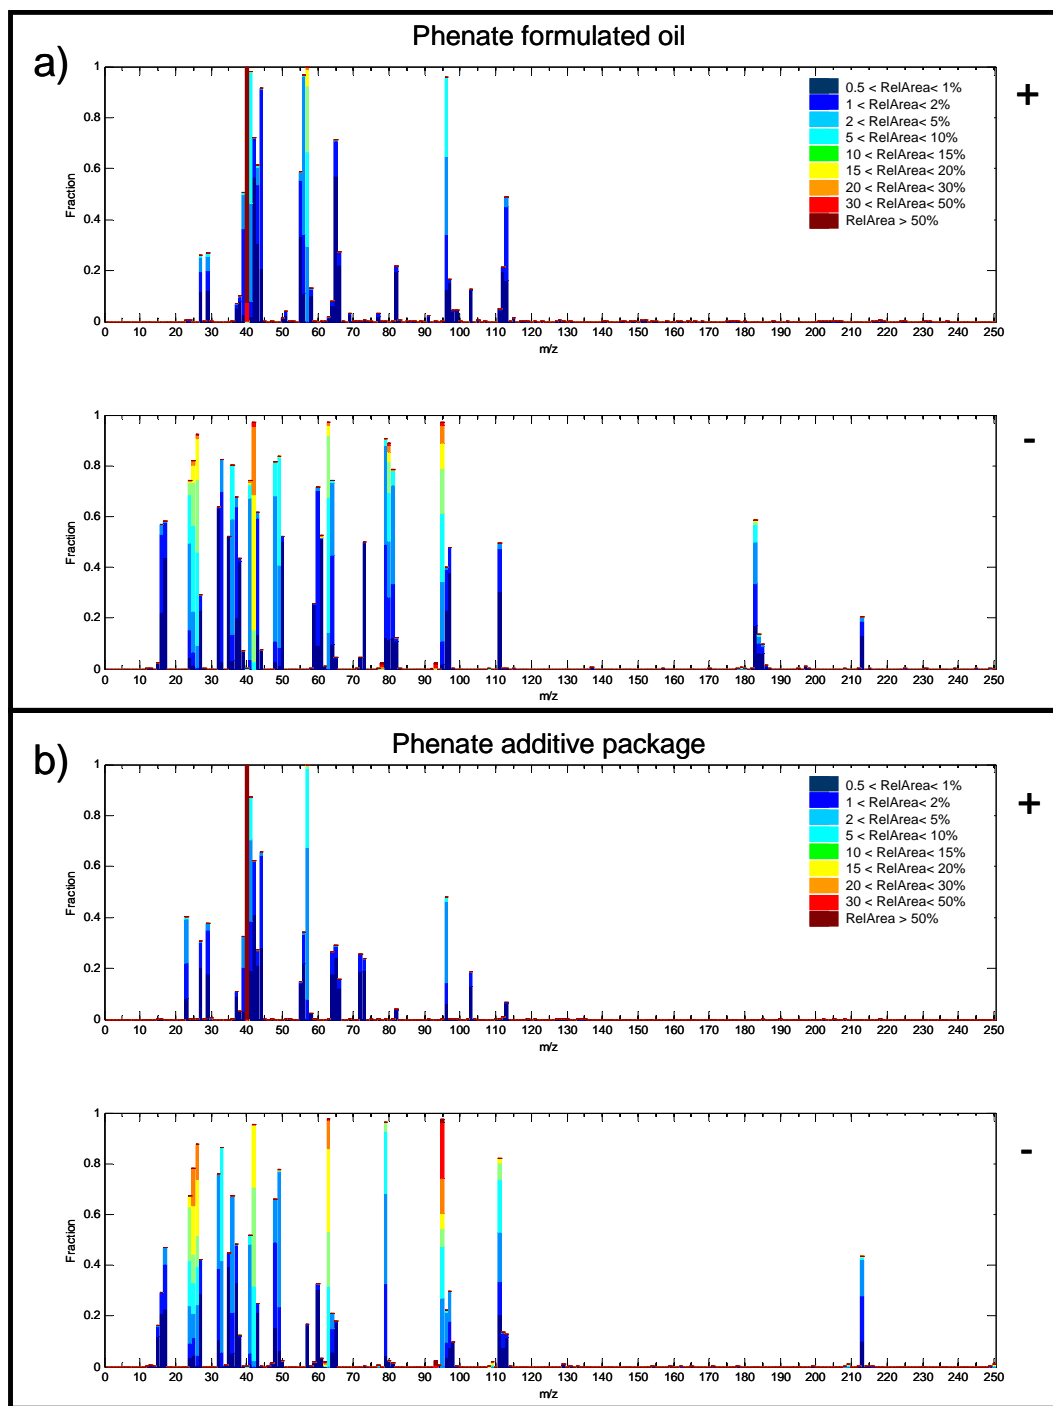 Phenate formulated oil
a)
+
0.5 < RelArea< 1%
1 < RelArea< 2%
2 < RelArea< 5%
5 < RelArea< 10%
10 < RelArea< 15%
15 < RelArea< 20%
20 < RelArea< 30%
30 < RelArea< 50%
RelArea > 50%
Fraction
1
0.8
0.6
0.4
0.2
0
0 10 20 30 40 50 60 70 80 90 100 110 120 130 140 150 160 170 180 190 200 210 220 230 240 250
m/z
-
Fraction
1
0.8
0.6
0.4
0.2
0
0 10 20 30 40 50 60 70 80 90 100 110 120 130 140 150 160 170 180 190 200 210 220 230 240 250
m/z
Phenate additive package
b)
+
0.5 < RelArea< 1%
1 < RelArea< 2%
2 < RelArea< 5%
5 < RelArea< 10%
10 < RelArea< 15%
15 < RelArea< 20%
20 < RelArea< 30%
30 < RelArea< 50%
RelArea > 50%
Fraction
1
0.8
0.6
0.4
0.2
0
0 10 20 30 40 50 60 70 80 90 100 110 120 130 140 150 160 170 180 190 200 210 220 230 240 250
m/z
-
Fraction
1
0.8
0.6
0.4
0.2
0
0 10 20 30 40 50 60 70 80 90 100 110 120 130 140 150 160 170 180 190 200 210 220 230 240 250
m/z